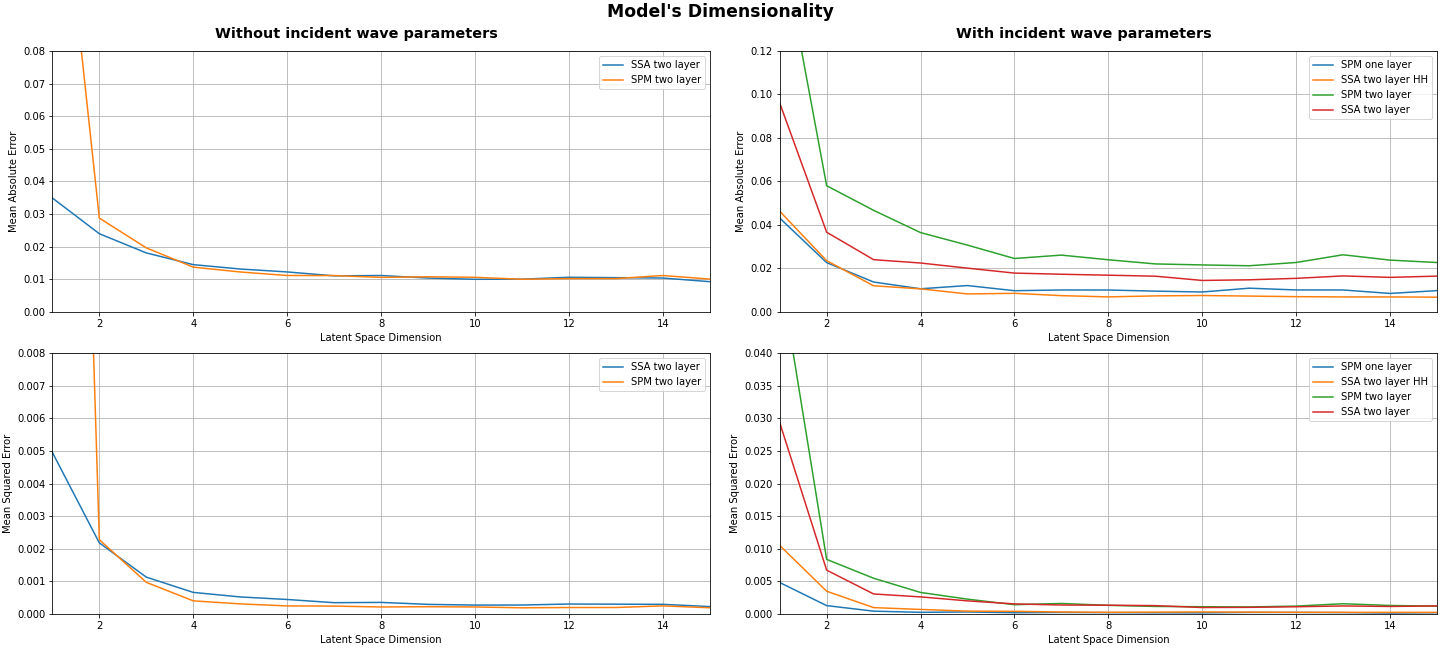 Model's Dimensionality
Without incident wave parameters
0.08
0.07
0.06
0.05
0.04
0.03
0.02
0.01
0.00
Mean Absolute Error
SSA two layer
SPM two layer
2 4 6 8 10 12 14
Latent Space Dimension
With incident wave parameters
0.12
0.10
0.08
0.06
0.04
0.02
0.00
Mean Absolute Error
SPM one layer
SSA two layer HH
SPM two layer
SSA two layer
2 4 6 8 10 12 14
Latent Space Dimension
0.008
0.007
0.006
0.005
0.004
0.003
0.002
0.001
0.000
Mean Squared Error
SSA two layer
SPM two layer
2 4 6 8 10 12 14
Latent Space Dimension
0.040
0.035
0.030
0.025
0.020
0.015
0.010
0.005
0.000
Mean Squared Error
SPM one layer
SSA two layer HH
SPM two layer
SSA two layer
2 4 6 8 10 12 14
Latent Space Dimension